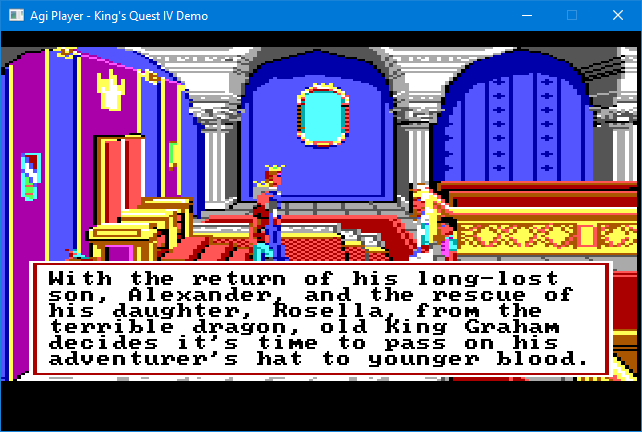 Agi Player - King's Quest IV Demo
With the return of his long-lost
son, Alexander, and the rescue of
his daughter, Rosella, from the
terrible dragon, old King Graham
decides it's time to pass on his
adventurer's hat to younger blood.